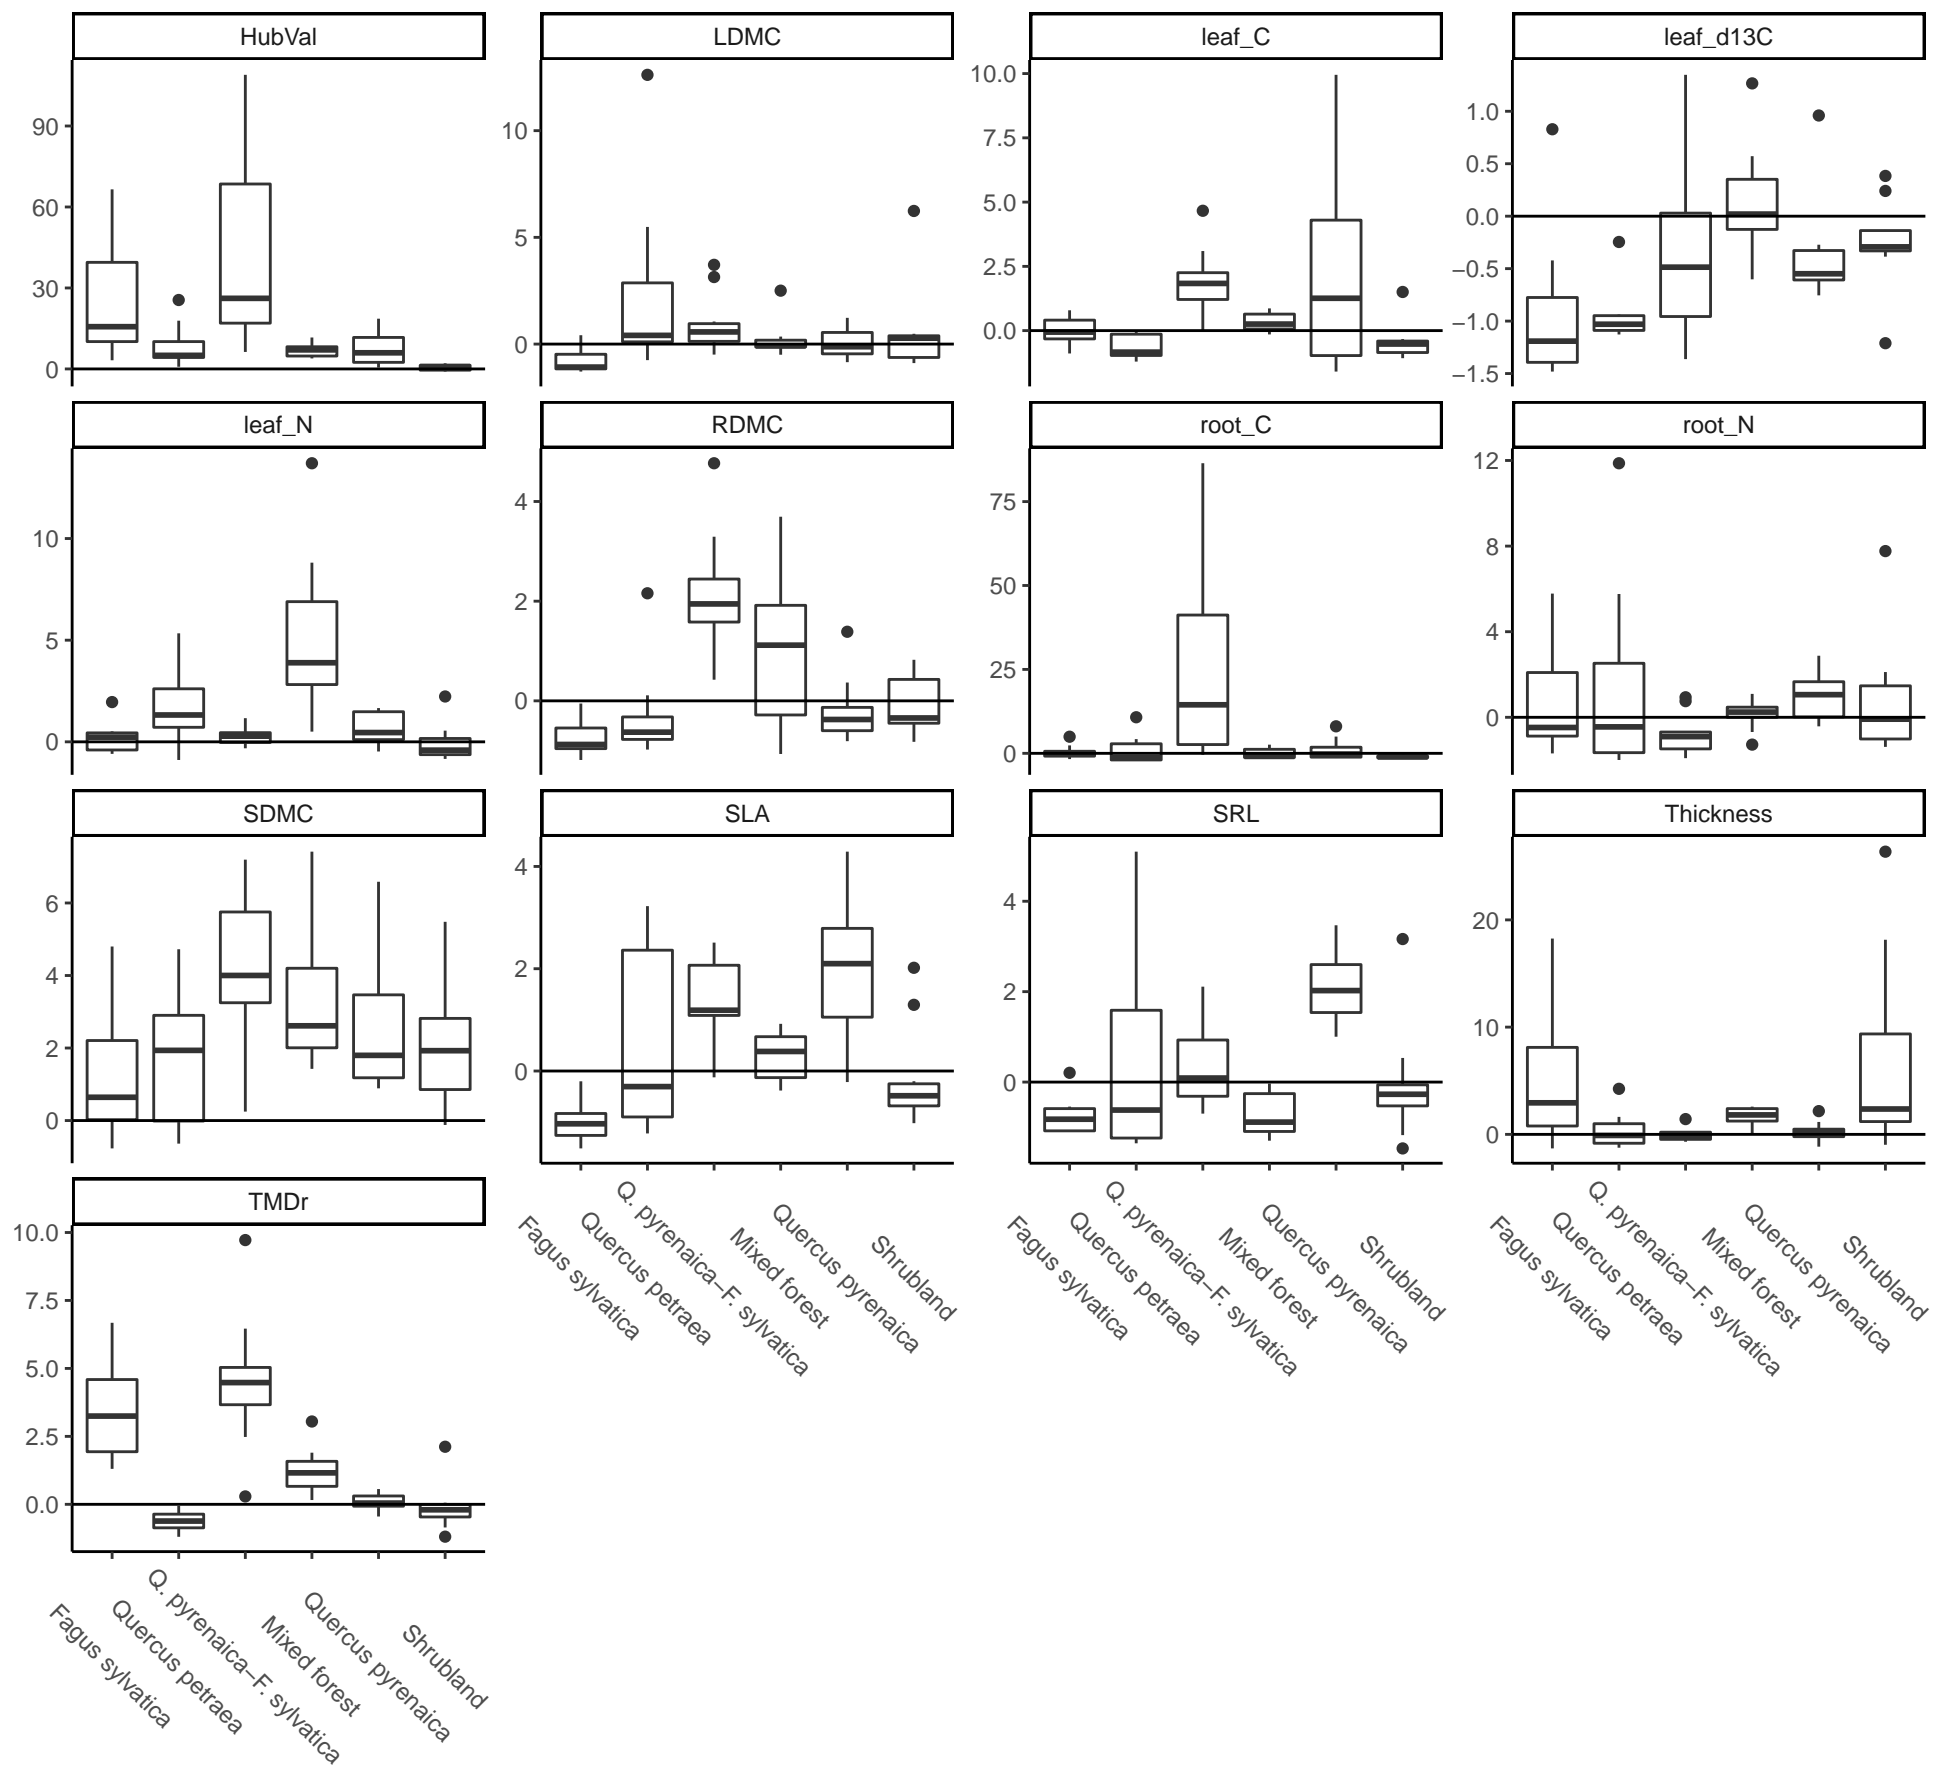 HubVal
LDMC
leaf_C
leaf_d13C
90
60
30
0
10
5
0
10.0
7.5
5.0
2.5
0.0
1.0
0.5
0.0
−0.5
−1.0
−1.5
leaf_N
RDMC
root_C
root_N
10
5
0
4
2
0
75
50
25
0
12
8
4
0
SDMC
SLA
SRL
Thickness
6
4
2
0
4
2
0
4
2
0
20
10
0
Fagus sylvatica
Quercus petraea
Q. pyrenaica−F. sylvatica
Mixed forest
Quercus pyrenaica
Shrubland
Fagus sylvatica
Quercus petraea
Q. pyrenaica−F. sylvatica
Mixed forest
Quercus pyrenaica
Shrubland
Fagus sylvatica
Quercus petraea
Q. pyrenaica−F. sylvatica
Mixed forest
Quercus pyrenaica
Shrubland
TMDr
10.0
7.5
5.0
2.5
0.0
Fagus sylvatica
Quercus petraea
Q. pyrenaica−F. sylvatica
Mixed forest
Quercus pyrenaica
Shrubland